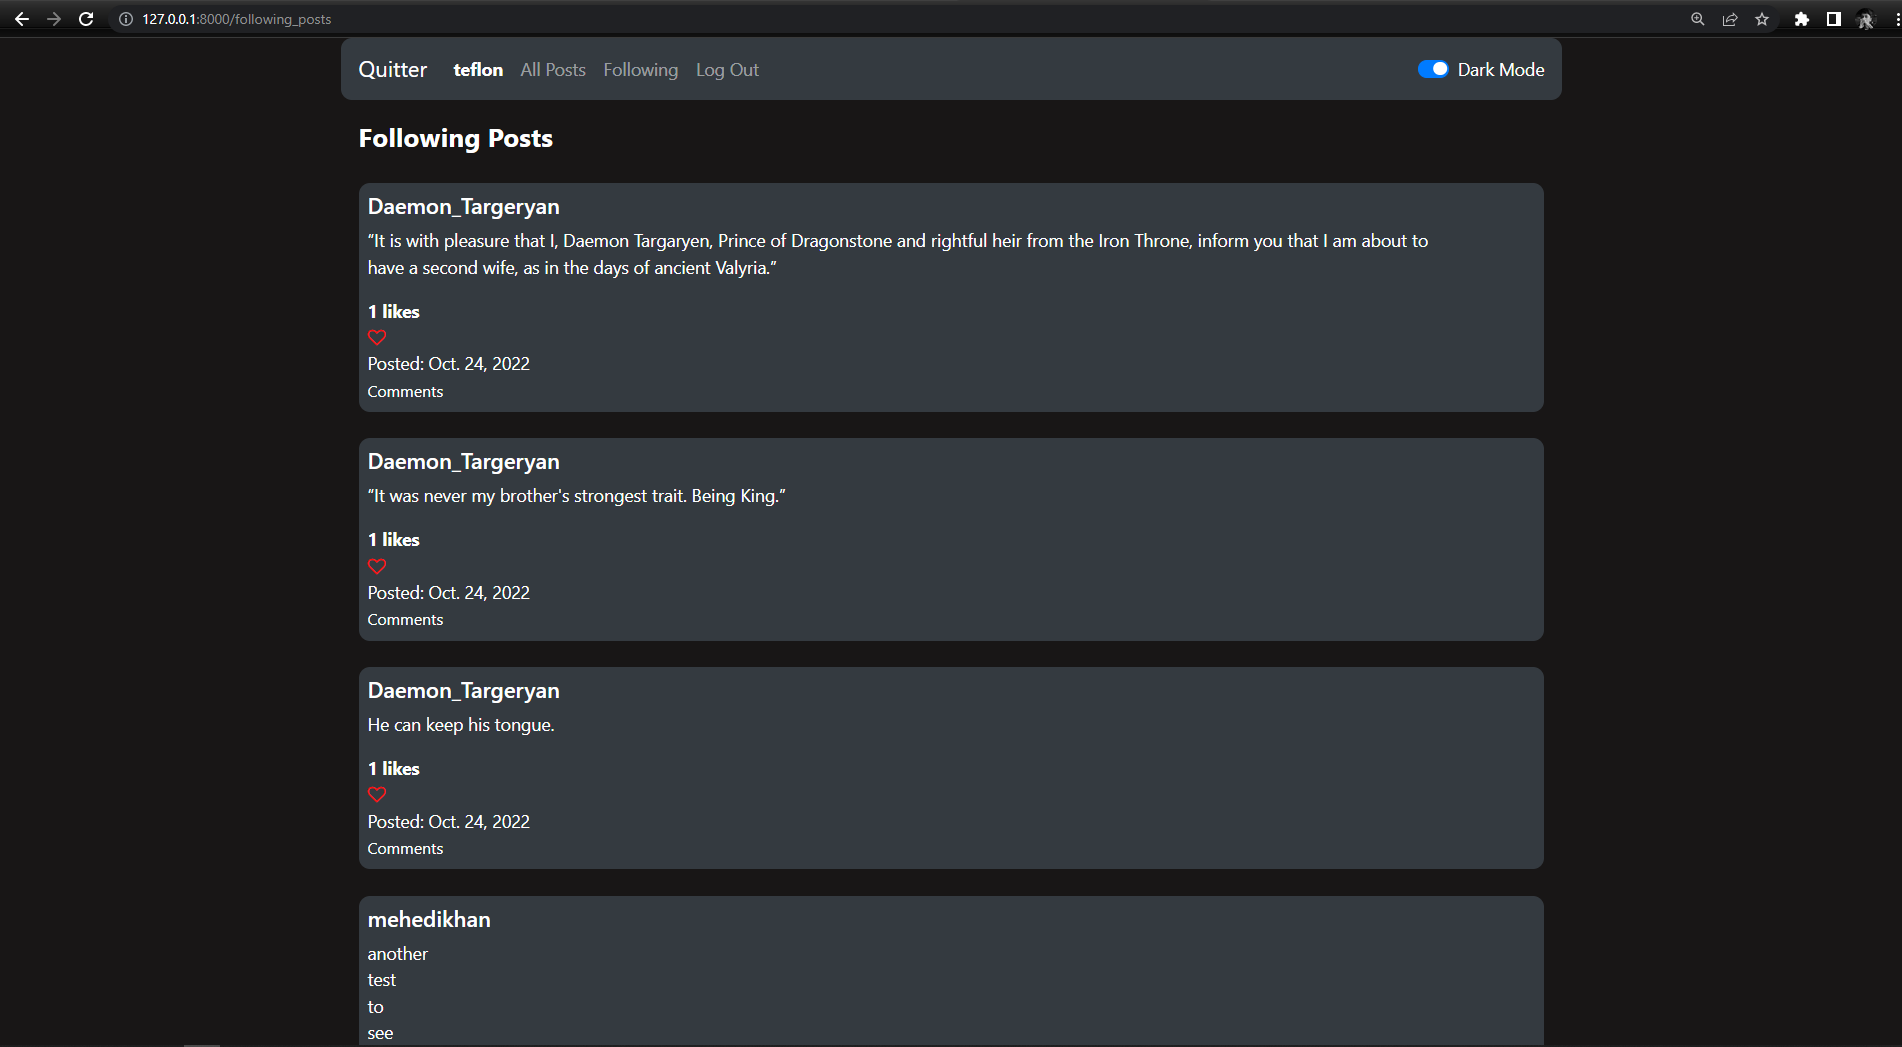 127.0.0.1:8000/following_posts
Quitter teflon All Posts Following Log Out Dark Mode
Following Posts
Daemon_Targeryan
“It is with pleasure that I, Daemon Targaryen, Prince of Dragonstone and rightful heir from the Iron Throne, inform you that I am about to
have a second wife, as in the days of ancient Valyria.”
1 likes
Posted: Oct. 24, 2022
Comments
Daemon_Targeryan
“It was never my brother's strongest trait. Being King.”
1 likes
Posted: Oct. 24, 2022
Comments
Daemon_Targeryan
He can keep his tongue.
1 likes
Posted: Oct. 24, 2022
Comments
mehedikhan
another
test
to
see